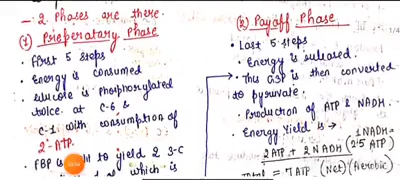 - 2 Phases are there.
(1) Preperatory Phase
• First 5 steps
• Energy is consumed
• Glucose is phosphorylated
twice at C-6 &
C-1 with consumption of
2 ATP.
FBP is to yield 2 3-C
which is
(2) Payoff Phase
• Last 5 steps
• Energy is
• This G3P is then converted
to pyruvate.
• Production of ATP & NADH.
• Energy Yield is →
1 NADH=
2 ATP + 2 NADH (2.5 ATP)
= 7 ATP (Net) (Aerobic)